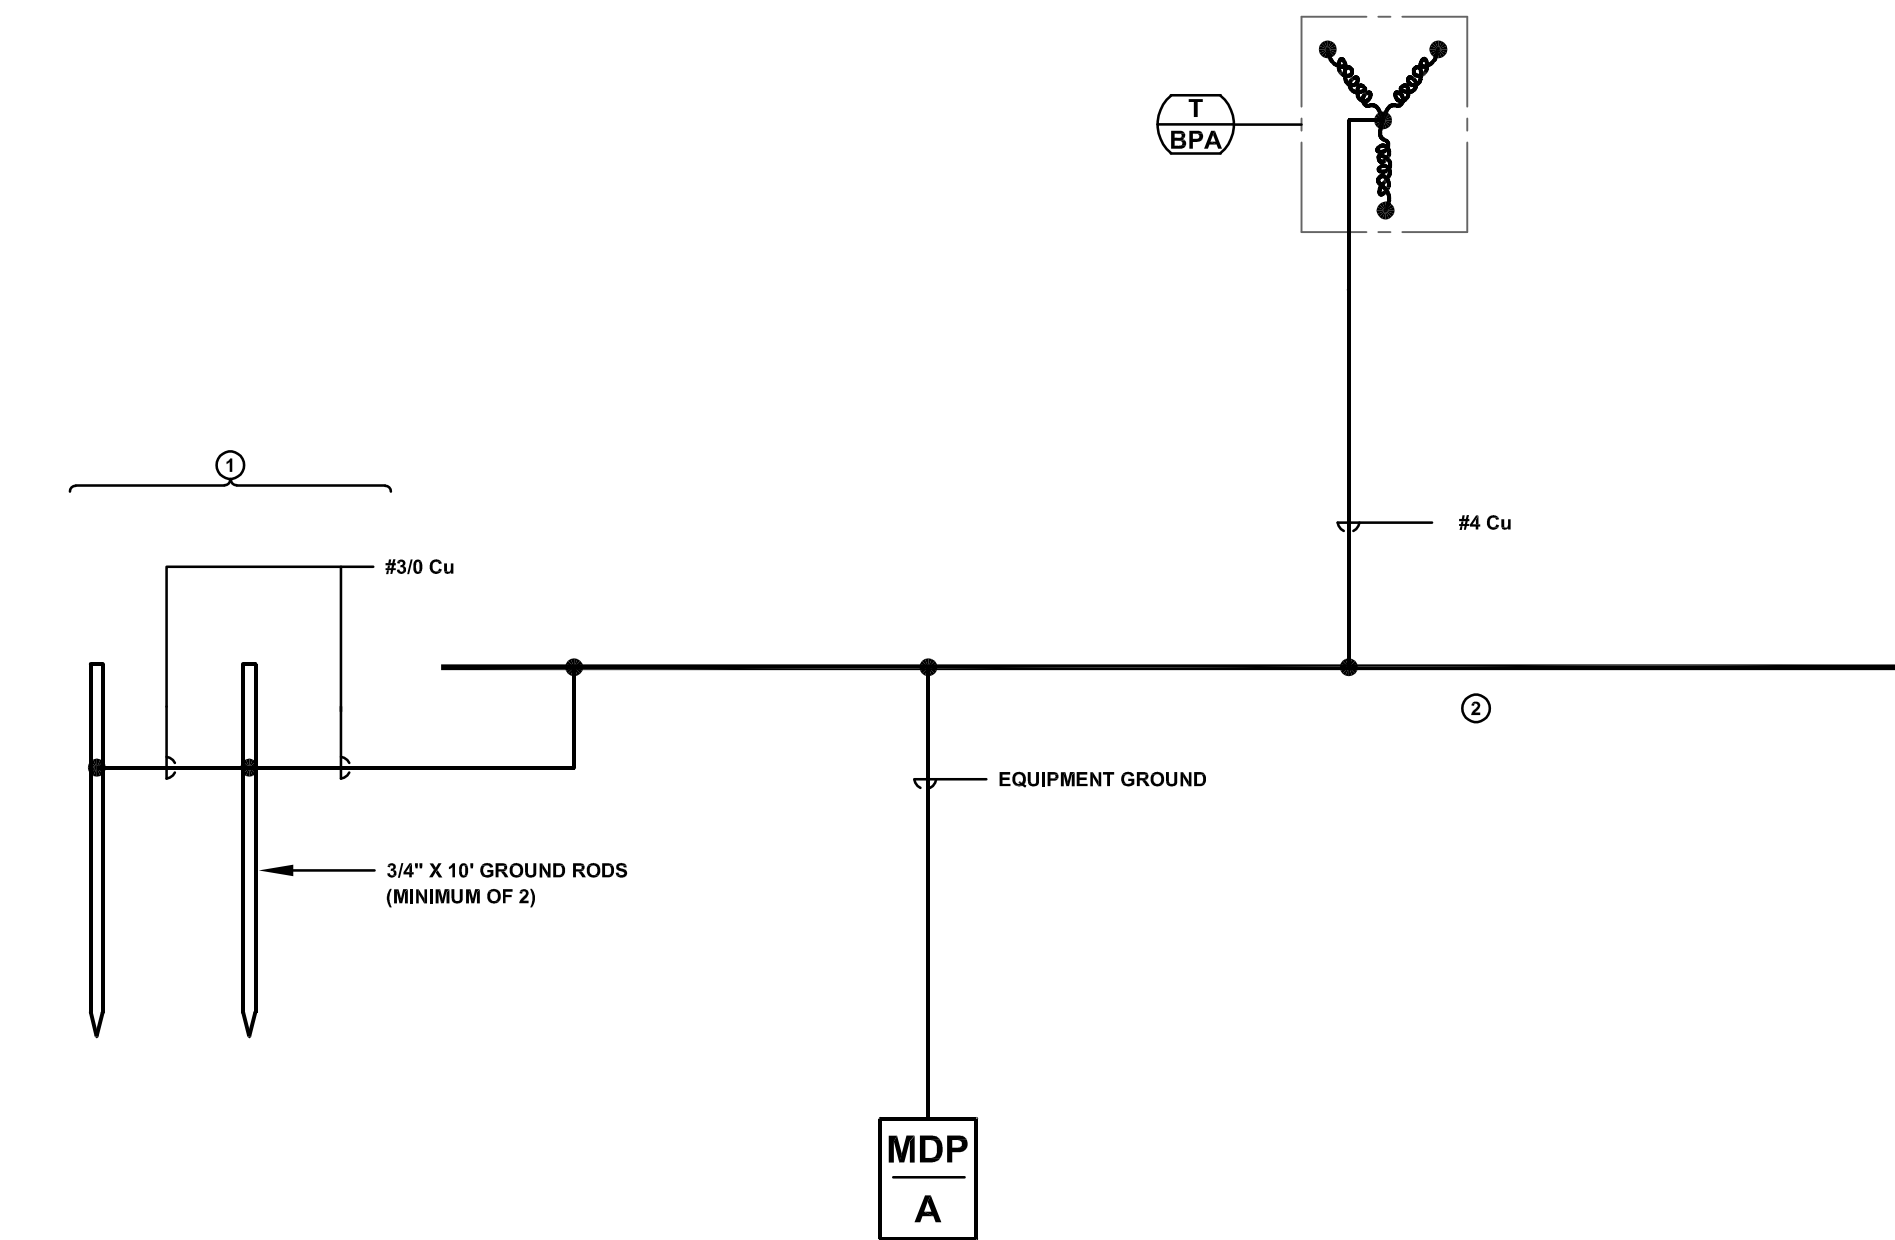 T
BPA
1
#4 Cu
#3/0 Cu
2
EQUIPMENT GROUND
3/4" X 10' GROUND RODS
(MINIMUM OF 2)
MDP
A